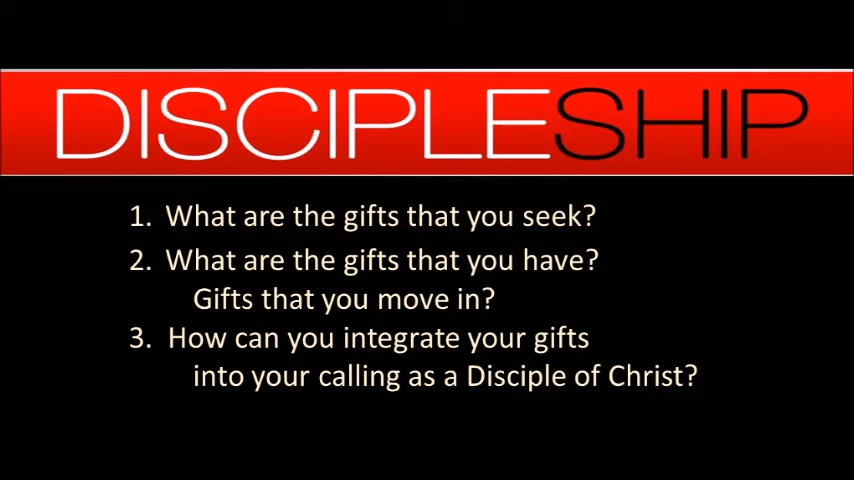 DISCIPLESHIP
1. What are the gifts that you seek?
2. What are the gifts that you have?
Gifts that you move in?
3. How can you integrate your gifts
into your calling as a Disciple of Christ?